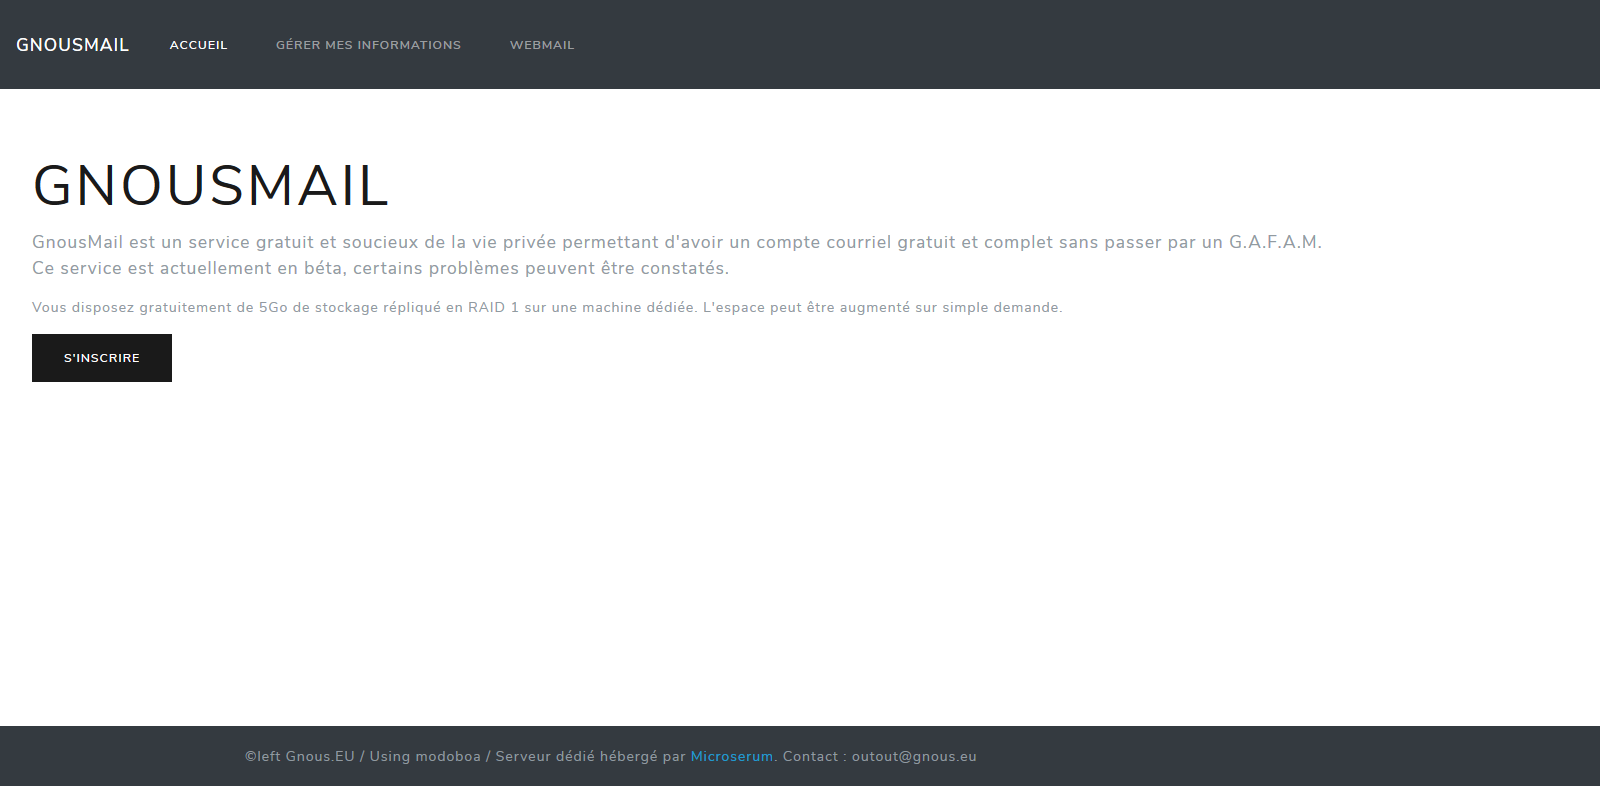 GNOUSMAIL ACCUEIL GÉRER MES INFORMATIONS WEBMAIL
GNOUSMAIL
GnousMail est un service gratuit et soucieux de la vie privée permettant d'avoir un compte courriel gratuit et complet sans passer par un G.A.F.A.M.
Ce service est actuellement en béta, certains problèmes peuvent être constatés.
Vous disposez gratuitement de 5Go de stockage répliqué en RAID 1 sur une machine dédiée. L'espace peut être augmenté sur simple demande.
S'INSCRIRE
©left Gnous.EU / Using modoboa / Serveur dédié hébergé par Microserum. Contact : outout@gnous.eu